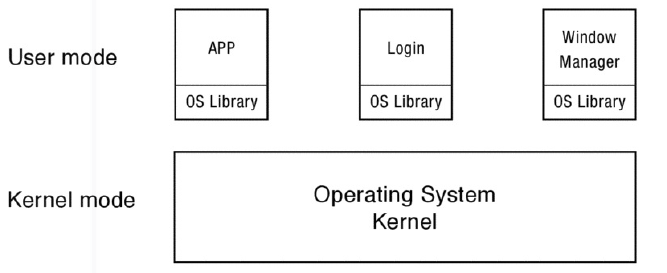 User mode
APP
OS Library
Login
OS Library
Window
Manager
OS Library
Kernel mode
Operating System
Kernel